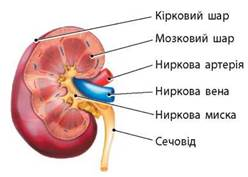 Кірковий шар
Мозковий шар
Ниркова артерія
Ниркова вена
Ниркова миска
Сечовід